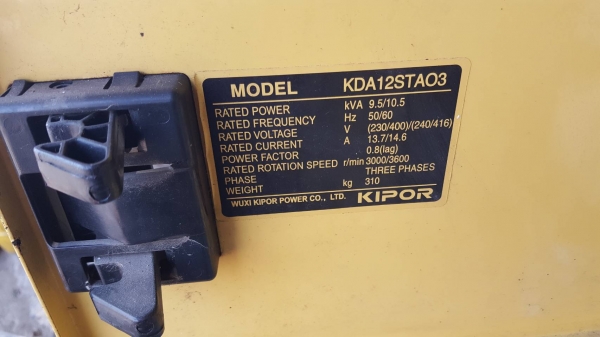 MODEL KDA12STAO3
RATED POWER kVA 9.5/10.5
RATED FREQUENCY Hz 50/60
RATED VOLTAGE V (230/400)/(240/416)
RATED CURRENT A 13.7/14.6
POWER FACTOR 0.8(lag)
RATED ROTATION SPEED r/min 3000/3600
PHASE THREE PHASES
WEIGHT kg 310
WUXI KIPOR POWER CO., LTD. KIPOR